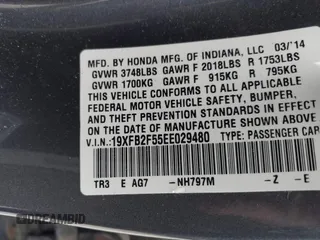 MFD. BY HONDA MFG. OF INDIANA, LLC 03/'14
GVWR 3748LBS GAWR F 2018LBS R 1753LBS
GVWR 1700KG GAWR F 915KG R 795KG
THIS VEHICLE CONFORMS TO ALL APPLICABLE
FEDERAL MOTOR VEHICLE SAFETY, BUMPER, AND
THEFT PREVENTION STANDARDS IN EFFECT ON THE
DATE OF MANUFACTURE SHOWN ABOVE.
V.I.N.: 19XFB2F55EE029480 TYPE: PASSENGER CAR
TR3 E AG7 -NH797M -Z -E
DREAMBID